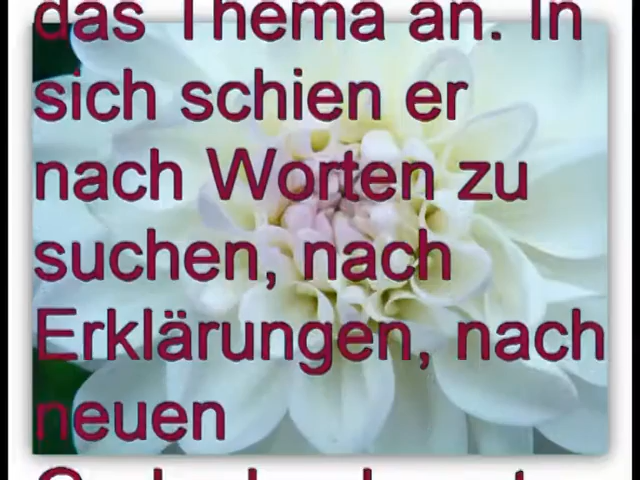 das Thema an. In
sich schien er
nach Worten zu
suchen, nach
Erklärungen, nach
neuen